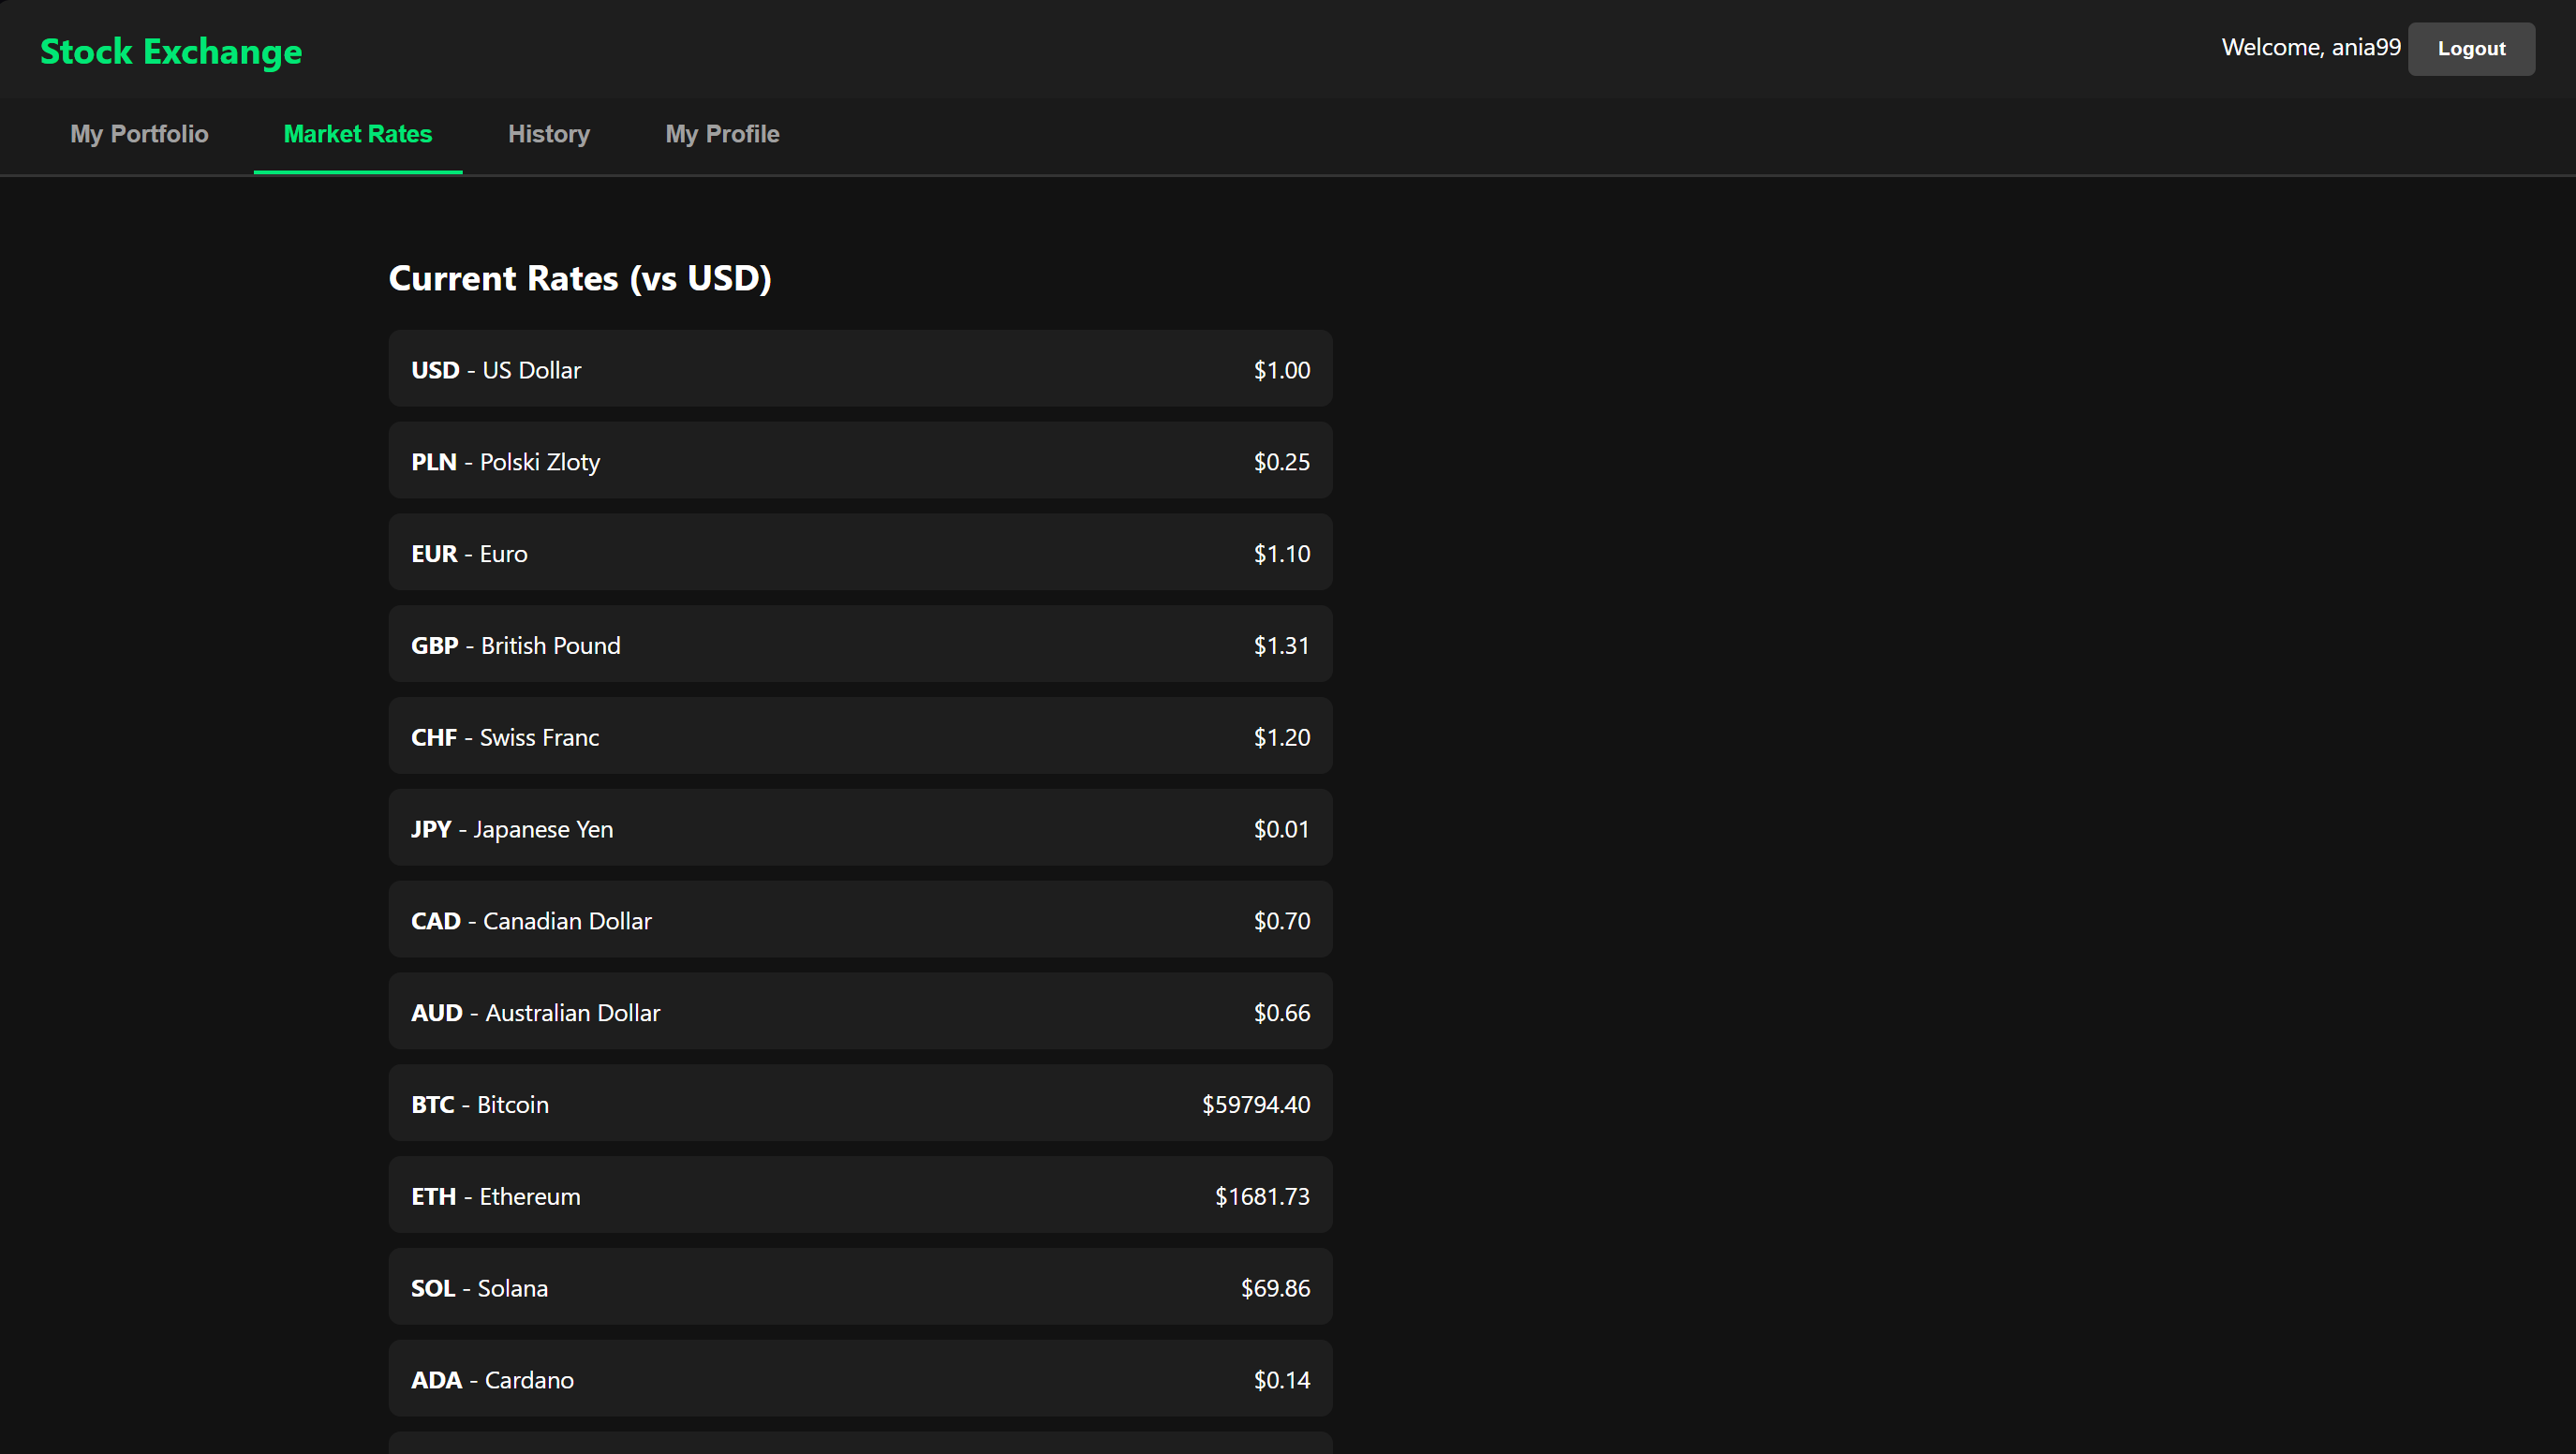 Stock Exchange
Welcome, ania99 Logout
My Portfolio Market Rates History My Profile
Current Rates (vs USD)
USD - US Dollar $1.00
PLN - Polski Zloty $0.25
EUR - Euro $1.10
GBP - British Pound $1.31
CHF - Swiss Franc $1.20
JPY - Japanese Yen $0.01
CAD - Canadian Dollar $0.70
AUD - Australian Dollar $0.66
BTC - Bitcoin $59794.40
ETH - Ethereum $1681.73
SOL - Solana $69.86
ADA - Cardano $0.14